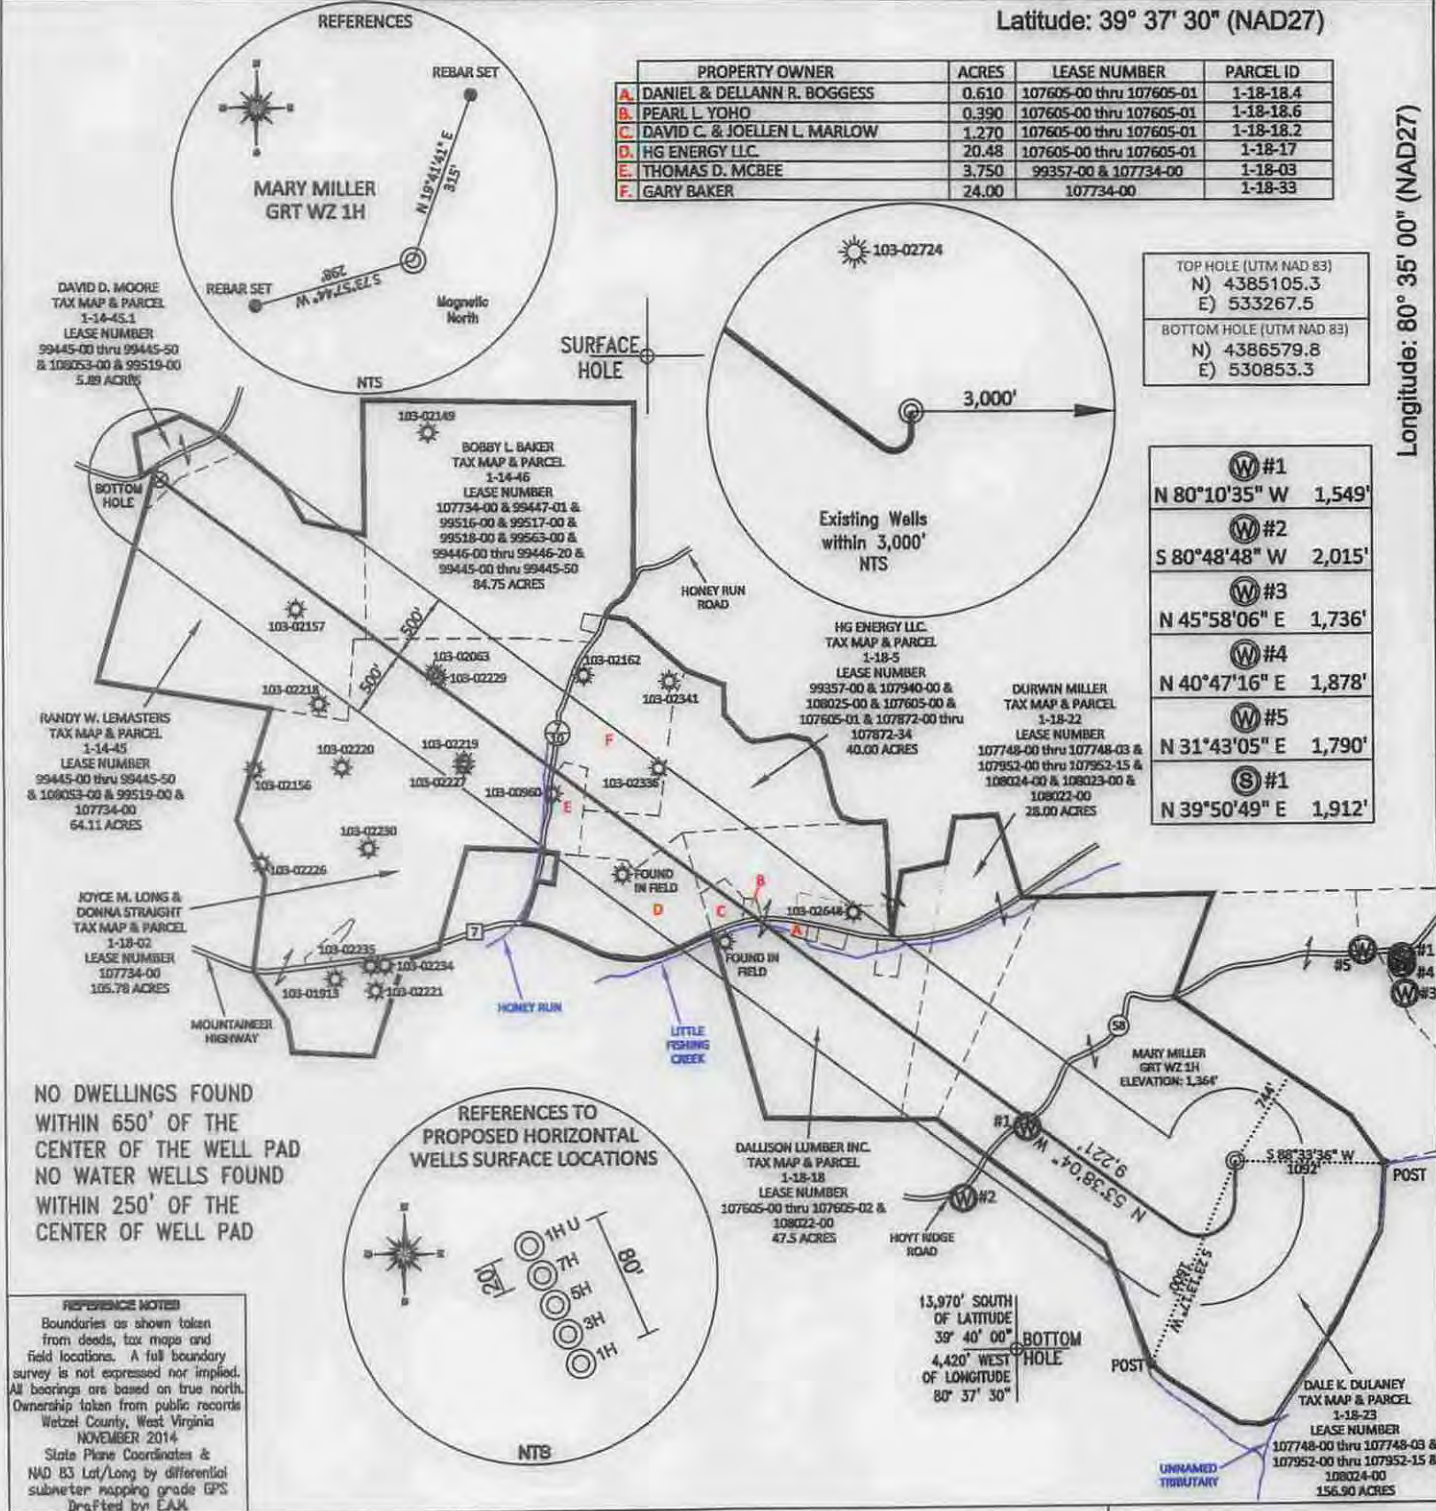 Latitude: 39° 37' 30" (NAD27)
Longitude: 80° 35' 00" (NAD27)
REFERENCES
REBAR SET
N 19°41'41" E
315'
MARY MILLER
GRT WZ 1H
REBAR SET
S 73°57'44" W
298'
Magnetic
North
NTS
PROPERTY OWNER ACRES LEASE NUMBER PARCEL ID
A. DANIEL & DELLANN R. BOGGESS 0.610 107605-00 thru 107605-01 1-18-18.4
B. PEARL L. YOHO 0.390 107605-00 thru 107605-01 1-18-18.6
C. DAVID C. & JOELLEN L. MARLOW 1.270 107605-00 thru 107605-01 1-18-18.2
D. HG ENERGY LLC. 20.48 107605-00 thru 107605-01 1-18-17
E. THOMAS D. MCBEE 3.750 99357-00 & 107734-00 1-18-03
F. GARY BAKER 24.00 107734-00 1-18-33
103-02724
3,000'
Existing Wells
within 3,000'
NTS
TOP HOLE (UTM NAD 83)
N) 4385105.3
E) 533267.5
BOTTOM HOLE (UTM NAD 83)
N) 4386579.8
E) 530853.3
W #1
N 80°10'35" W 1,549'
W #2
S 80°48'48" W 2,015'
W #3
N 45°58'06" E 1,736'
W #4
N 40°47'16" E 1,878'
W #5
N 31°43'05" E 1,790'
S #1
N 39°50'49" E 1,912'
SURFACE
HOLE
DAVID D. MOORE
TAX MAP & PARCEL
1-14-45.1
LEASE NUMBER
99445-00 thru 99445-50
& 108053-00 & 99519-00
5.89 ACRES
BOTTOM
HOLE
103-02149
BOBBY L. BAKER
TAX MAP & PARCEL
1-14-46
LEASE NUMBER
107734-00 & 99447-01 &
99516-00 & 99517-00 &
99518-00 & 99563-00 &
99446-00 thru 99446-20 &
99445-00 thru 99445-50
84.75 ACRES
HONEY RUN
ROAD
HG ENERGY LLC.
TAX MAP & PARCEL
1-18-5
LEASE NUMBER
99357-00 & 107940-00 &
108025-00 & 107605-00 &
107605-01 & 107872-00 thru
107872-34
40.00 ACRES
DURWIN MILLER
TAX MAP & PARCEL
1-18-22
LEASE NUMBER
107748-00 thru 107748-03 &
107952-00 thru 107952-15 &
108024-00 & 108023-00 &
108022-00
28.00 ACRES
103-02157
500'
500'
103-02063
103-02229
103-02162
103-02341
103-02218
RANDY W. LEMASTERS
TAX MAP & PARCEL
1-14-45
LEASE NUMBER
99445-00 thru 99445-50
& 108053-00 & 99519-00 &
107734-00
64.11 ACRES
7
10
F
103-02220
103-02219
103-02227
103-02156
103-00960
103-02336
E
103-02230
103-02226
FOUND
IN FIELD
B
D
C
A
103-02648
JOYCE M. LONG &
DONNA STRAIGHT
TAX MAP & PARCEL
1-18-02
LEASE NUMBER
107734-00
105.78 ACRES
7
103-02235
103-02234
103-01913
103-02221
FOUND IN
FIELD
MOUNTAINEER
HIGHWAY
HONEY RUN
LITTLE
FISHING
CREEK
W #5
S #1
#4
W #3
58
MARY MILLER
GRT WZ 1H
ELEVATION: 1,364'
744'
#1 W
N 53°38'04" W
9,221'
S 88°33'36" W
1092'
POST
W #2
HOYT RIDGE
ROAD
POST
NO DWELLINGS FOUND
WITHIN 650' OF THE
CENTER OF THE WELL PAD
NO WATER WELLS FOUND
WITHIN 250' OF THE
CENTER OF WELL PAD
REFERENCES TO
PROPOSED HORIZONTAL
WELLS SURFACE LOCATIONS
1H U
7H
5H
3H
1H
20'
80'
NTS
DALLISON LUMBER INC.
TAX MAP & PARCEL
1-18-18
LEASE NUMBER
107605-00 thru 107605-02 &
108022-00
47.5 ACRES
13,970' SOUTH
OF LATITUDE
39° 40' 00"
4,420' WEST
OF LONGITUDE
80° 37' 30"
BOTTOM
HOLE
DALE K. DULANEY
TAX MAP & PARCEL
1-18-23
LEASE NUMBER
107748-00 thru 107748-03 &
107952-00 thru 107952-15 &
108024-00
156.90 ACRES
UNNAMED
TRIBUTARY
REFERENCE NOTES
Boundaries as shown taken
from deeds, tax maps and
field locations. A full boundary
survey is not expressed nor implied.
All bearings are based on true north.
Ownership taken from public records
Wetzel County, West Virginia
NOVEMBER 2014
State Plane Coordinates &
NAD 83 Lat/Long by differential
submeter mapping grade GPS
Drafted by: E.A.M.